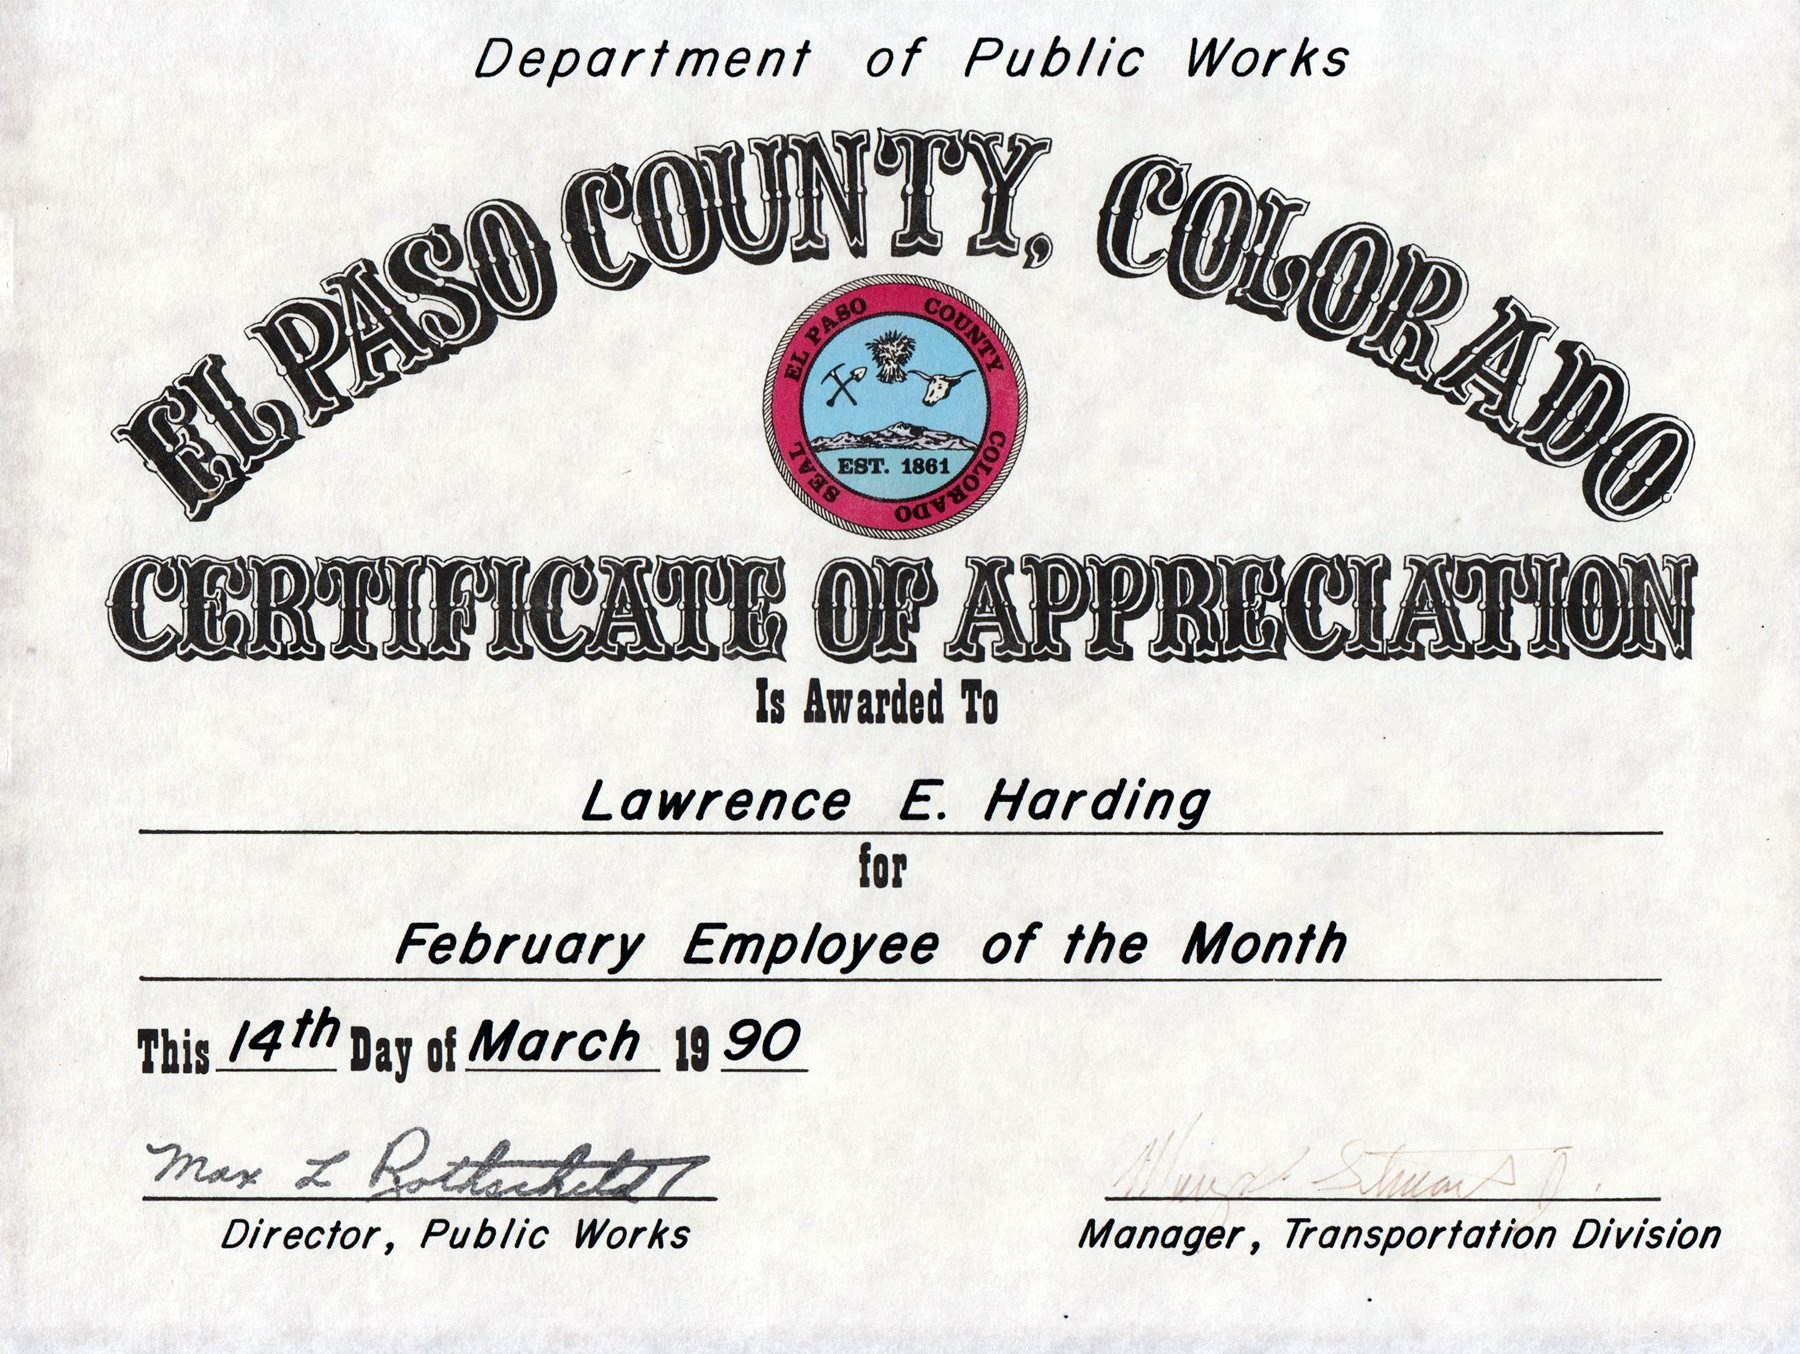 Department of Public Works
EL PASO COUNTY, COLORADO
EL PASO COUNTY
COLORADO
SEAL
EST. 1861
CERTIFICATE OF APPRECIATION
Is Awarded To
Lawrence E. Harding
for
February Employee of the Month
This 14th Day of March 1990
Max L Rothschild
Director, Public Works
Manager, Transportation Division